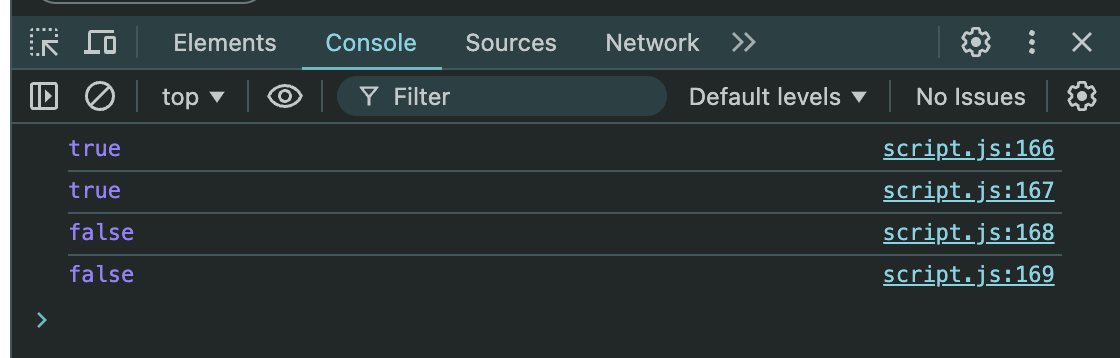 Elements Console Sources Network
top Filter Default levels No Issues
true script.js:166
true script.js:167
false script.js:168
false script.js:169